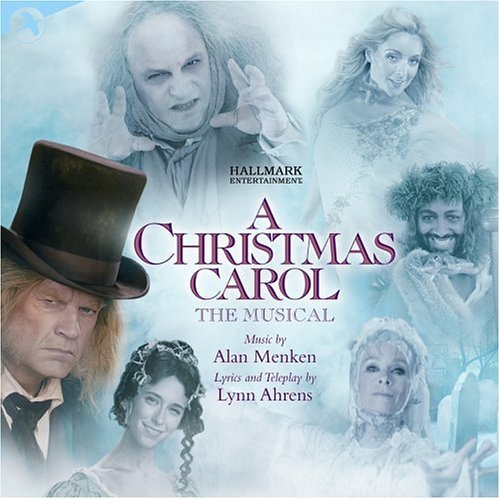 HALLMARK
ENTERTAINMENT
A
CHRISTMAS
CAROL
THE MUSICAL
Music by
Alan Menken
Lyrics and Teleplay by
Lynn Ahrens